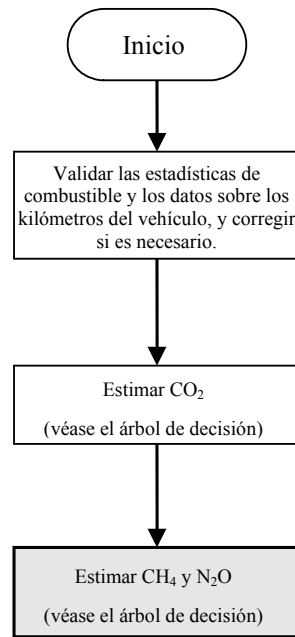 Inicio
Validar las estadísticas de
combustible y los datos sobre los
kilómetros del vehículo, y corregir
si es necesario.
Estimar CO₂
(véase el árbol de decisión)
Estimar CH₄ y N₂O
(véase el árbol de decisión)